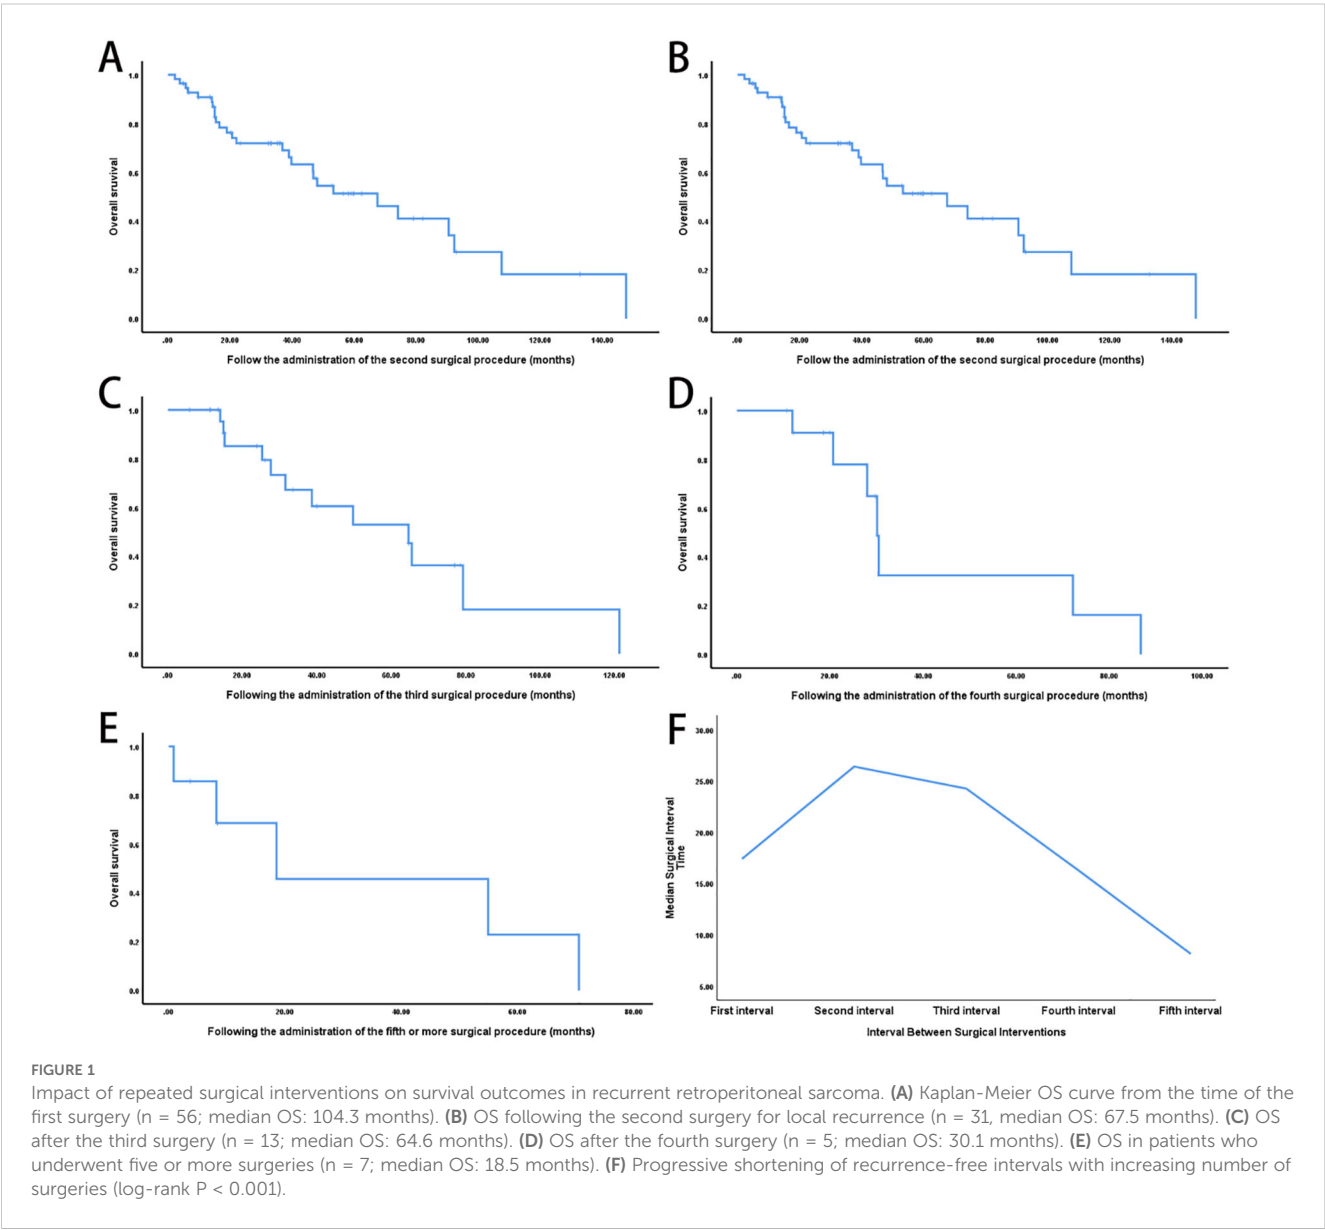 A
1.0
0.8
0.6
0.4
0.2
0.0
Overall sruvival
.00 20.00 40.00 60.00 80.00 100.00 120.00 140.00
Follow the administration of the second surgical procedure (months)
B
1.0
0.8
0.6
0.4
0.2
0.0
Overall sruvival
.00 20.00 40.00 60.00 80.00 100.00 120.00 140.00
Follow the administration of the second surgical procedure (months)
C
1.0
0.8
0.6
0.4
0.2
0.0
Overall survival
.00 20.00 40.00 60.00 80.00 100.00 120.00
Following the administration of the third surgical procedure (months)
D
1.0
0.8
0.6
0.4
0.2
0.0
Overall survival
.00 20.00 40.00 60.00 80.00 100.00
Following the administration of the fourth surgical procedure (months)
E
1.0
0.8
0.6
0.4
0.2
0.0
Overall survival
.00 20.00 40.00 60.00 80.00
Following the administration of the fifth or more surgical procedure (months)
F
30.00
25.00
20.00
15.00
10.00
5.00
Median Surgical Interval
Time
First interval Second interval Third interval Fourth interval Fifth interval
Interval Between Surgical Interventions
FIGURE 1
Impact of repeated surgical interventions on survival outcomes in recurrent retroperitoneal sarcoma. (A) Kaplan-Meier OS curve from the time of the
first surgery (n = 56; median OS: 104.3 months). (B) OS following the second surgery for local recurrence (n = 31, median OS: 67.5 months). (C) OS
after the third surgery (n = 13; median OS: 64.6 months). (D) OS after the fourth surgery (n = 5; median OS: 30.1 months). (E) OS in patients who
underwent five or more surgeries (n = 7; median OS: 18.5 months). (F) Progressive shortening of recurrence-free intervals with increasing number of
surgeries (log-rank P < 0.001).